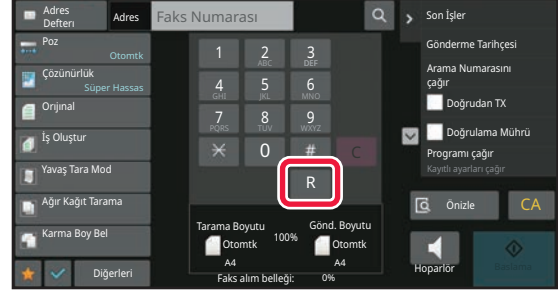 Adres
Defteri
Adres
Faks Numarası
Son İşler
Poz
Otomtk
Gönderme Tarihçesi
Çözünürlük
Süper Hassas
Arama Numarasını
çağır
Orijinal
Doğrudan TX
İş Oluştur
Doğrulama Mührü
Yavaş Tara Mod
Programı çağır
Kayıtlı ayarları çağır
Ağır Kağıt Tarama
Karma Boy Bel
Diğerleri
1
2
ABC
3
DEF
4
GHI
5
JKL
6
MNO
7
PQRS
8
TUV
9
WXYZ
0
#
C
R
Tarama Boyutu
Otomtk
A4
100%
Gönd. Boyutu
Otomtk
A4
Faks alım belleği: 0%
Önizle
CA
Hoparlör